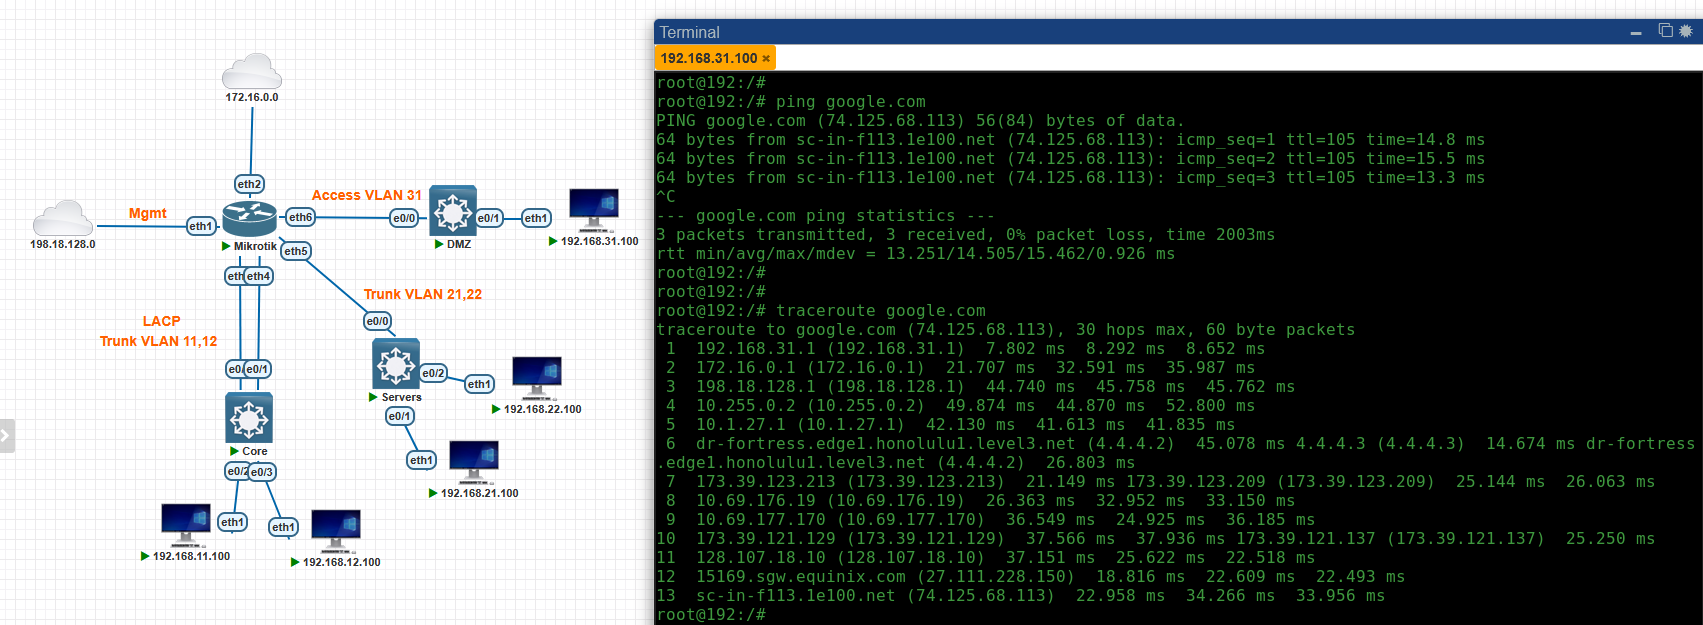 172.16.0.0
eth2
Access VLAN 31
Mgmt
eth1
eth6
e0/0
e0/1
eth1
198.18.128.0
Mikrotik
DMZ
192.168.31.100
eth5
eth4
Trunk VLAN 21,22
LACP
Trunk VLAN 11,12
e0/0
e0/1
e0/2
eth1
Servers
192.168.22.100
e0/1
Core
eth1
e0/2
e0/3
192.168.21.100
eth1
eth1
192.168.11.100
192.168.12.100
Terminal
192.168.31.100 ×
root@192:/#
root@192:/# ping google.com
PING google.com (74.125.68.113) 56(84) bytes of data.
64 bytes from sc-in-f113.1e100.net (74.125.68.113): icmp_seq=1 ttl=105 time=14.8 ms
64 bytes from sc-in-f113.1e100.net (74.125.68.113): icmp_seq=2 ttl=105 time=15.5 ms
64 bytes from sc-in-f113.1e100.net (74.125.68.113): icmp_seq=3 ttl=105 time=13.3 ms
^C
--- google.com ping statistics ---
3 packets transmitted, 3 received, 0% packet loss, time 2003ms
rtt min/avg/max/mdev = 13.251/14.505/15.462/0.926 ms
root@192:/#
root@192:/#
root@192:/# traceroute google.com
traceroute to google.com (74.125.68.113), 30 hops max, 60 byte packets
1  192.168.31.1 (192.168.31.1)  7.802 ms  8.292 ms  8.652 ms
2  172.16.0.1 (172.16.0.1)  21.707 ms  32.591 ms  35.987 ms
3  198.18.128.1 (198.18.128.1)  44.740 ms  45.758 ms  45.762 ms
4  10.255.0.2 (10.255.0.2)  49.874 ms  44.870 ms  52.800 ms
5  10.1.27.1 (10.1.27.1)  42.130 ms  41.613 ms  41.835 ms
6  dr-fortress.edge1.honolulu1.level3.net (4.4.4.2)  45.078 ms 4.4.4.3 (4.4.4.3)  14.674 ms dr-fortress
.edge1.honolulu1.level3.net (4.4.4.2)  26.803 ms
7  173.39.123.213 (173.39.123.213)  21.149 ms 173.39.123.209 (173.39.123.209)  25.144 ms  26.063 ms
8  10.69.176.19 (10.69.176.19)  26.363 ms  32.952 ms  33.150 ms
9  10.69.177.170 (10.69.177.170)  36.549 ms  24.925 ms  36.185 ms
10  173.39.121.129 (173.39.121.129)  37.566 ms  37.936 ms 173.39.121.137 (173.39.121.137)  25.250 ms
11  128.107.18.10 (128.107.18.10)  37.151 ms  25.622 ms  22.518 ms
12  15169.sgw.equinix.com (27.111.228.150)  18.816 ms  22.609 ms  22.493 ms
13  sc-in-f113.1e100.net (74.125.68.113)  22.958 ms  34.266 ms  33.956 ms
root@192:/#